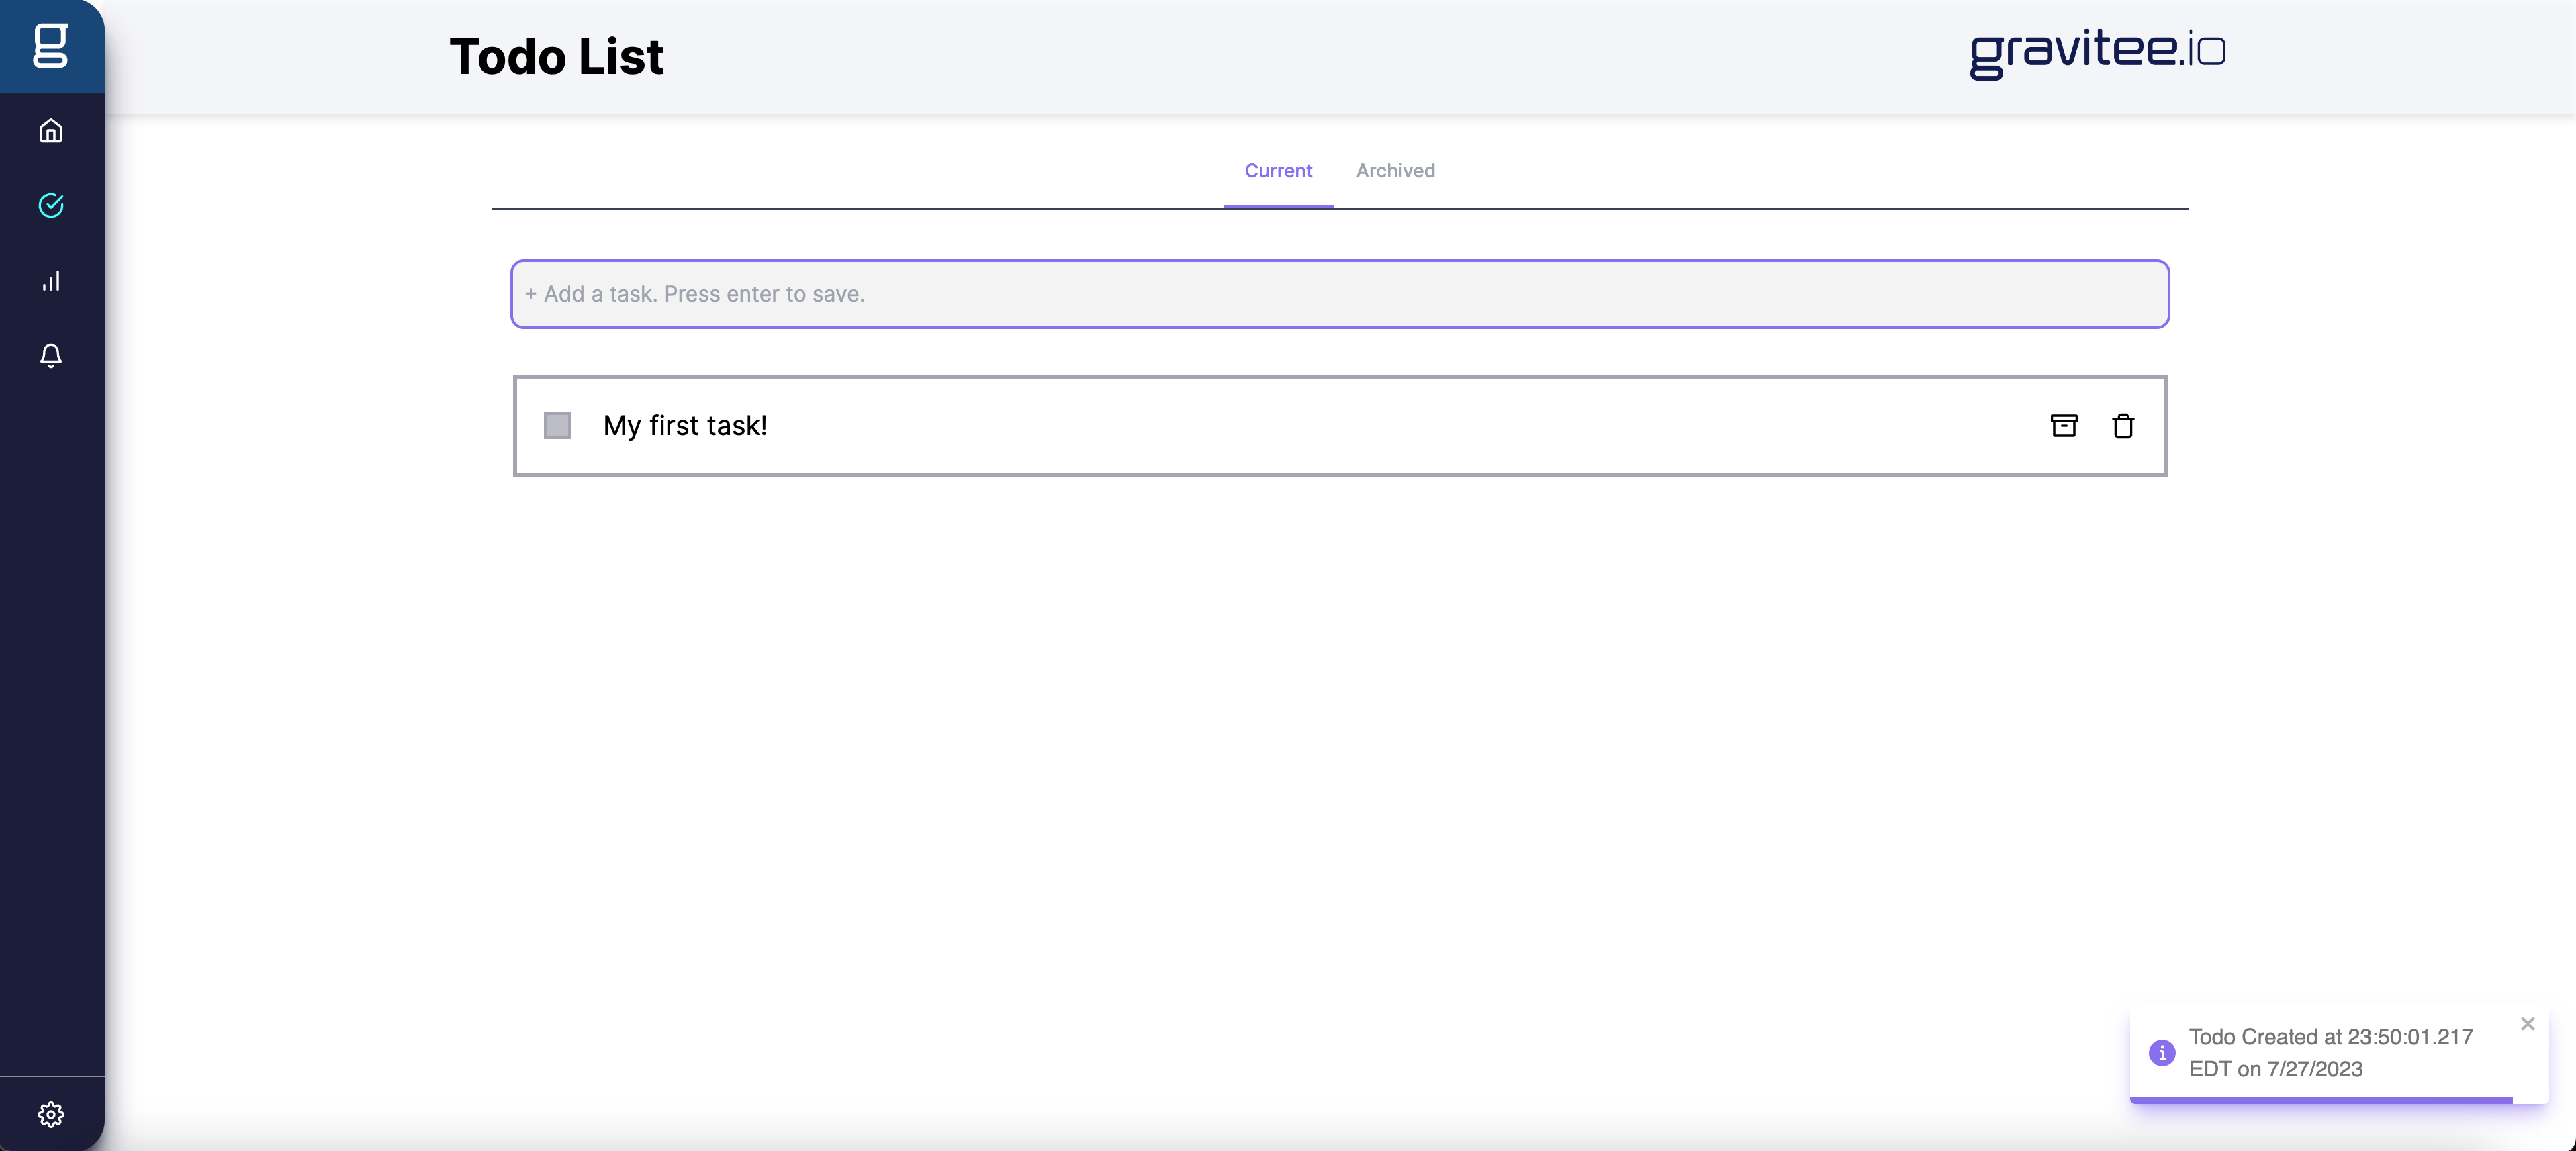 g
Todo List
gravitee.io
Current
Archived
+ Add a task. Press enter to save.
My first task!
Todo Created at 23:50:01.217
EDT on 7/27/2023